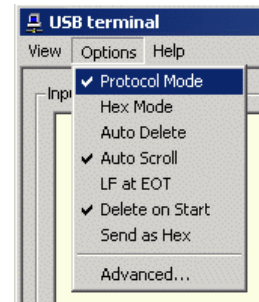 USB terminal
View Options Help
Protocol Mode
Hex Mode
Auto Delete
Auto Scroll
LF at EOT
Delete on Start
Send as Hex
Advanced...